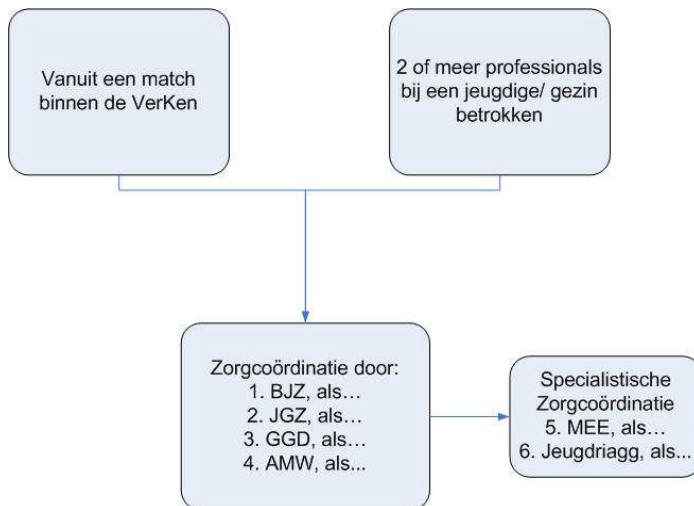 Vanuit een match
binnen de VerKen
2 of meer professionals
bij een jeugdige/ gezin
betrokken
Zorgcoördinatie door:
1. BJZ, als…
2. JGZ, als…
3. GGD, als…
4. AMW, als...
Specialistische
Zorgcoördinatie
5. MEE, als…
6. Jeugdriagg, als...